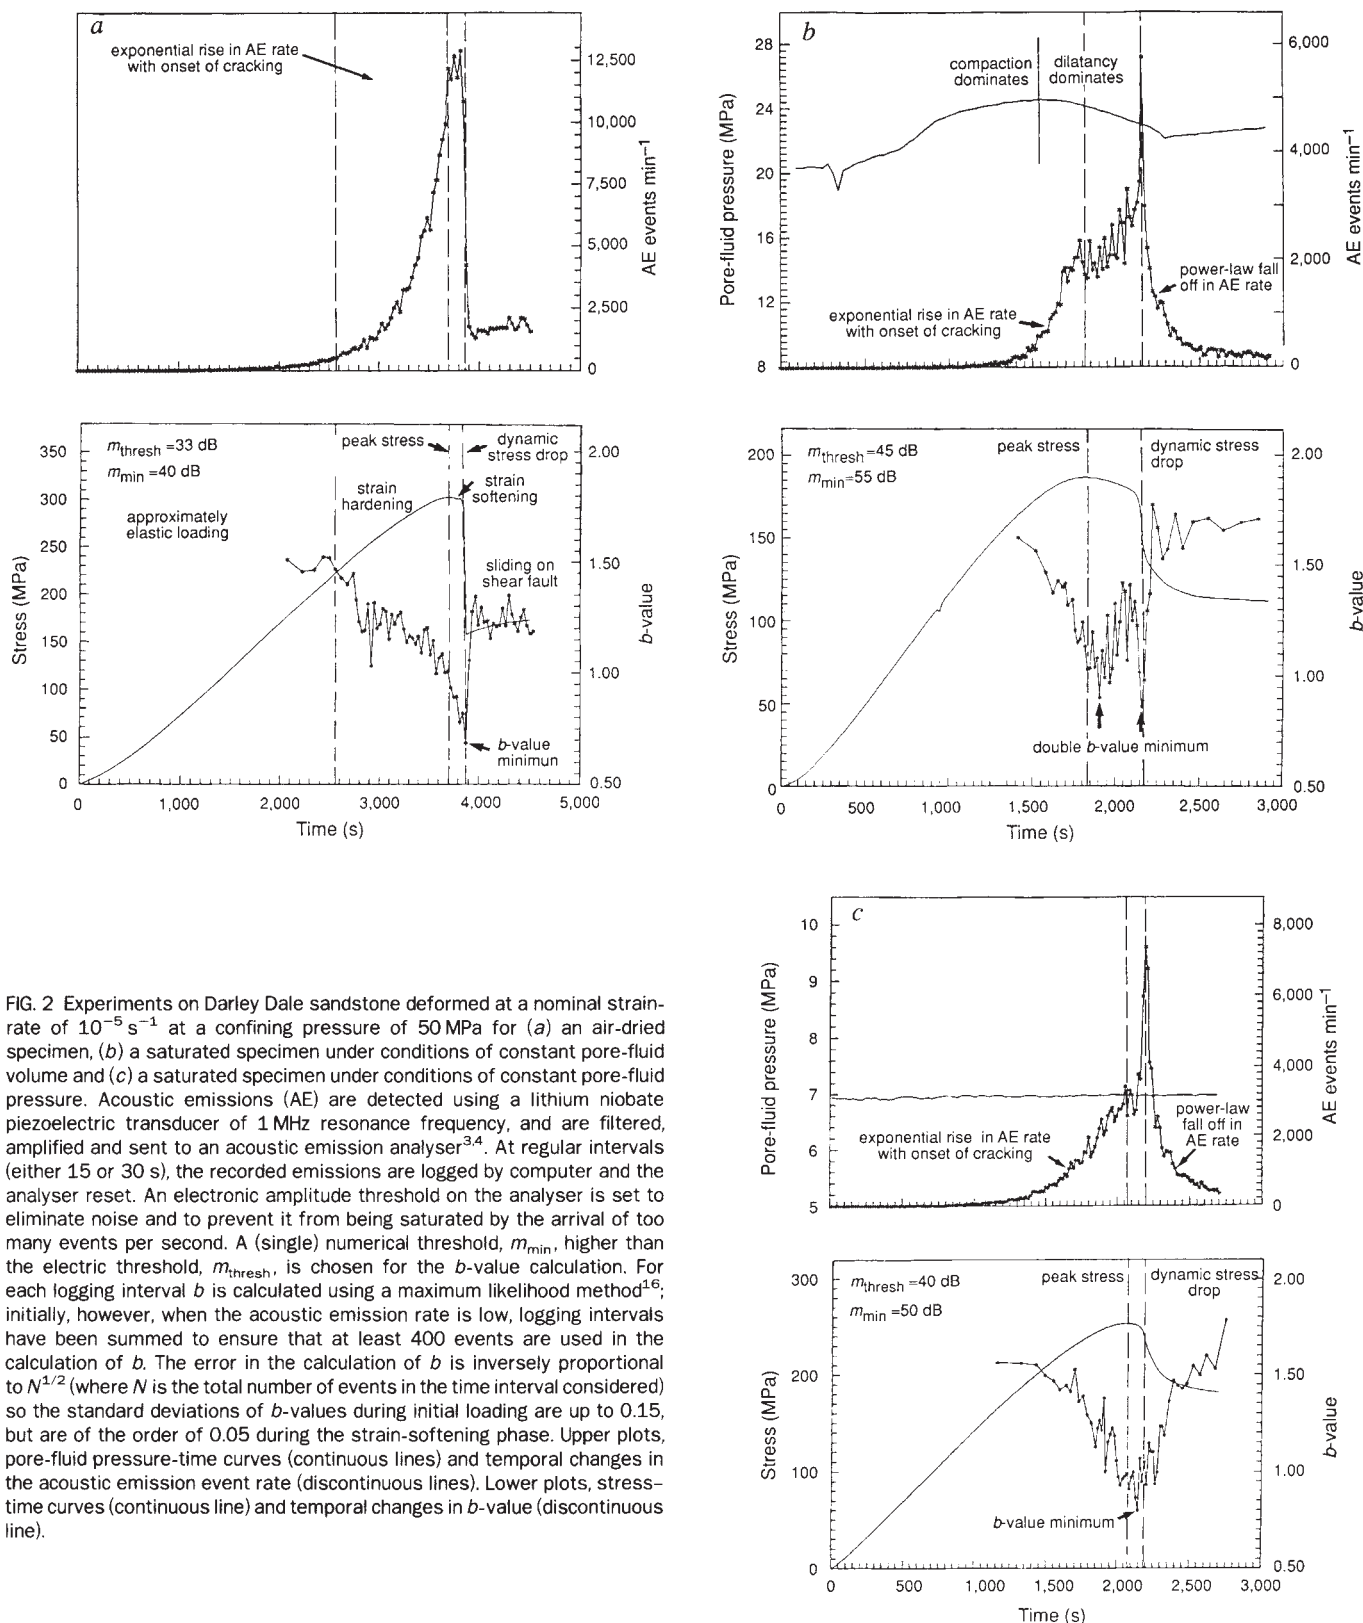 a
exponential rise in AE rate
with onset of cracking
12,500
10,000
7,500
5,000
2,500
0
AE events min⁻¹
0
1,000
2,000
3,000
4,000
5,000
350
300
250
200
150
100
50
0
Stress (MPa)
m_thresh =33 dB
m_min =40 dB
approximately
elastic loading
peak stress
dynamic
stress drop
strain
hardening
strain
softening
sliding on
shear fault
b-value
minimun
2.00
1.50
1.00
0.50
b-value
0
1,000
2,000
3,000
4,000
5,000
Time (s)
b
28
24
20
16
12
8
Pore-fluid pressure (MPa)
compaction
dominates
dilatancy
dominates
exponential rise in AE rate
with onset of cracking
power-law fall
off in AE rate
6,000
4,000
2,000
0
AE events min⁻¹
0
500
1,000
1,500
2,000
2,500
3,000
200
150
100
50
0
Stress (MPa)
m_thresh =45 dB
m_min =55 dB
peak stress
dynamic stress
drop
double b-value minimum
2.00
1.50
1.00
0.50
b-value
0
500
1,000
1,500
2,000
2,500
3,000
Time (s)
c
10
9
8
7
6
5
Pore-fluid pressure (MPa)
exponential rise in AE rate
with onset of cracking
power-law
fall off in
AE rate
8,000
6,000
4,000
2,000
0
AE events min⁻¹
300
200
100
0
Stress (MPa)
m_thresh =40 dB
m_min =50 dB
peak stress
dynamic stress
drop
b-value minimum
2.00
1.50
1.00
0.50
b-value
0
500
1,000
1,500
2,000
2,500
3,000
Time (s)
FIG. 2 Experiments on Darley Dale sandstone deformed at a nominal strain-
rate of 10⁻⁵ s⁻¹ at a confining pressure of 50 MPa for (a) an air-dried
specimen, (b) a saturated specimen under conditions of constant pore-fluid
volume and (c) a saturated specimen under conditions of constant pore-fluid
pressure. Acoustic emissions (AE) are detected using a lithium niobate
piezoelectric transducer of 1 MHz resonance frequency, and are filtered,
amplified and sent to an acoustic emission analyser³,⁴. At regular intervals
(either 15 or 30 s), the recorded emissions are logged by computer and the
analyser reset. An electronic amplitude threshold on the analyser is set to
eliminate noise and to prevent it from being saturated by the arrival of too
many events per second. A (single) numerical threshold, m_min, higher than
the electric threshold, m_thresh, is chosen for the b-value calculation. For
each logging interval b is calculated using a maximum likelihood method¹⁶;
initially, however, when the acoustic emission rate is low, logging intervals
have been summed to ensure that at least 400 events are used in the
calculation of b. The error in the calculation of b is inversely proportional
to N^1/2 (where N is the total number of events in the time interval considered)
so the standard deviations of b-values during initial loading are up to 0.15,
but are of the order of 0.05 during the strain-softening phase. Upper plots,
pore-fluid pressure-time curves (continuous lines) and temporal changes in
the acoustic emission event rate (discontinuous lines). Lower plots, stress–
time curves (continuous line) and temporal changes in b-value (discontinuous
line).